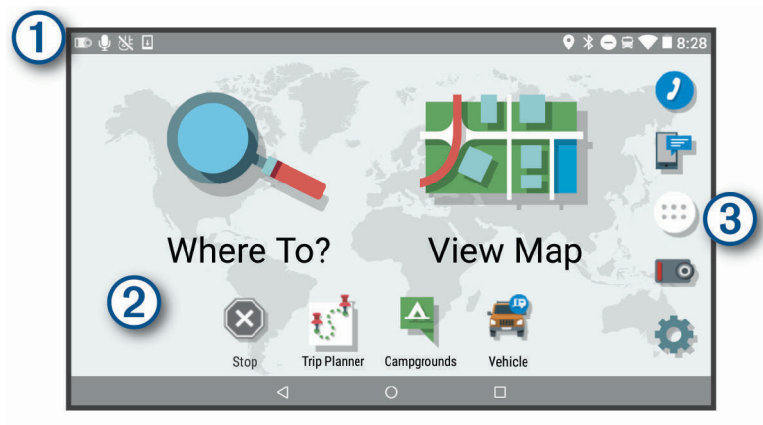 1
8:28
Where To?
View Map
3
2
Stop
Trip Planner
Campgrounds
Vehicle